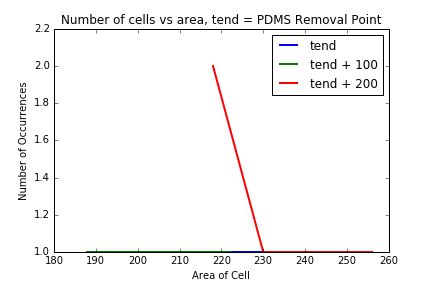 Number of cells vs area, tend = PDMS Removal Point
2.2
2.0
1.8
1.6
1.4
1.2
1.0
Number of Occurrences
tend
tend + 100
tend + 200
180 190 200 210 220 230 240 250 260
Area of Cell